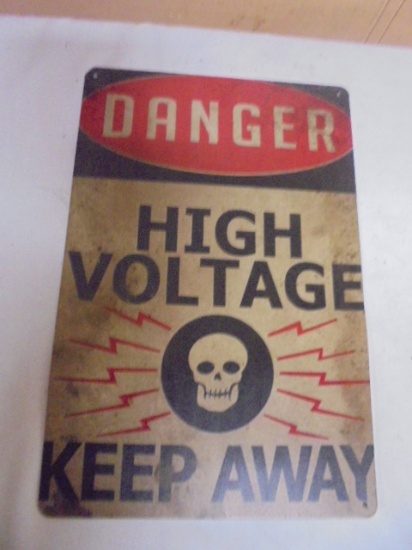 DANGER
HIGH
VOLTAGE
KEEP AWAY